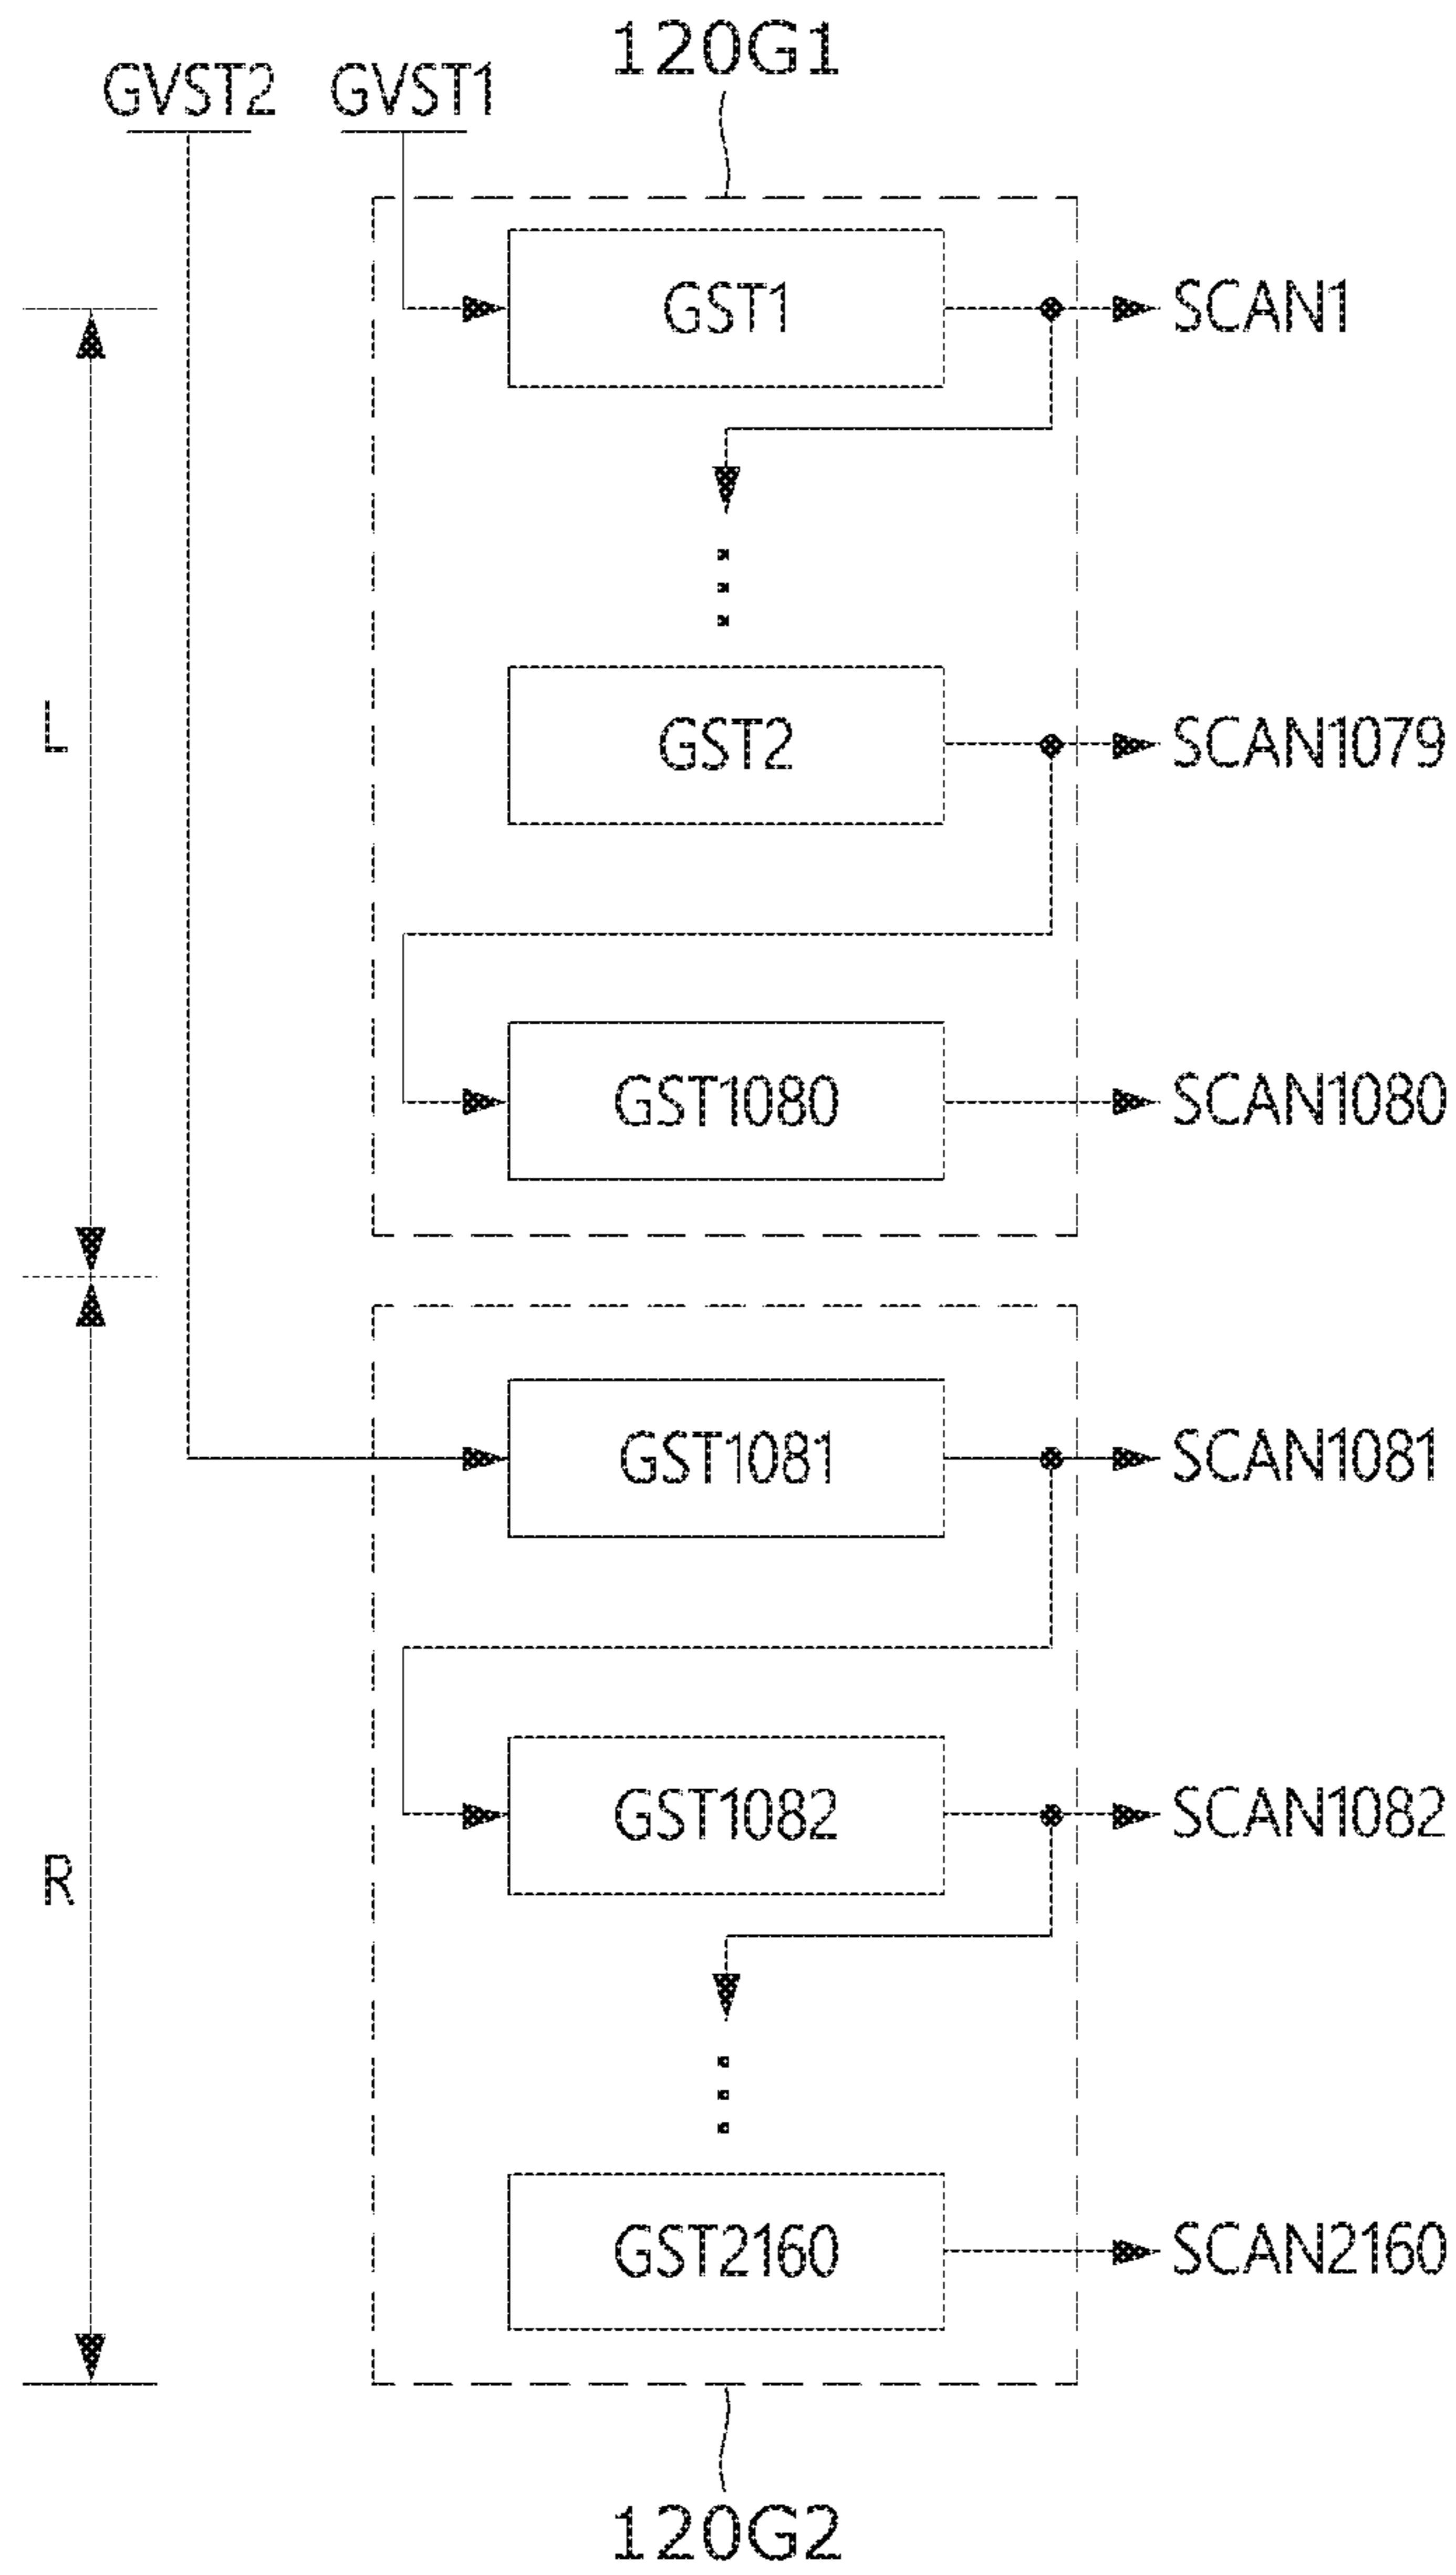 120G1
GVST2 GVST1
GST1 SCAN1
L
GST2 SCAN1079
GST1080 SCAN1080
GST1081 SCAN1081
GST1082 SCAN1082
R
GST2160 SCAN2160
120G2